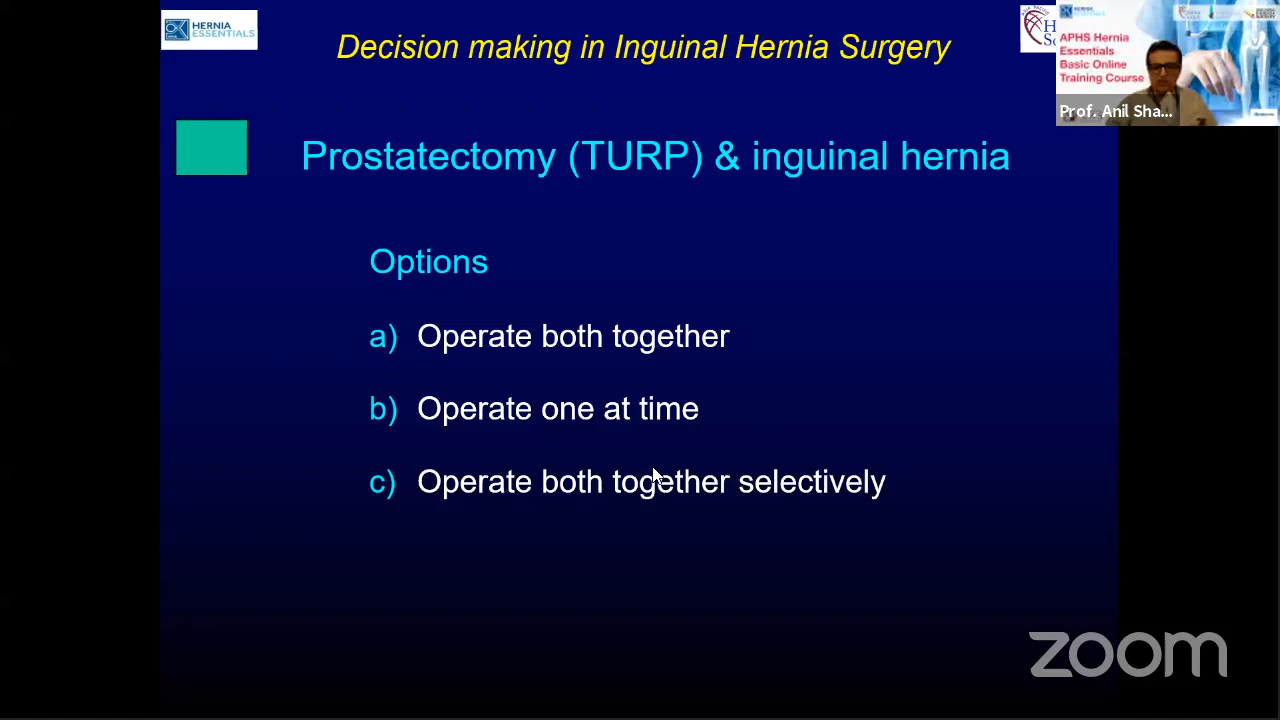 HERNIA
ESSENTIALS
Decision making in Inguinal Hernia Surgery
HERNIA
APHS Hernia
Essentials
Basic Online
Training Course
Prof. Anil Sha...
Prostatectomy (TURP) & inguinal hernia
Options
a) Operate both together
b) Operate one at time
c) Operate both together selectively
zoom